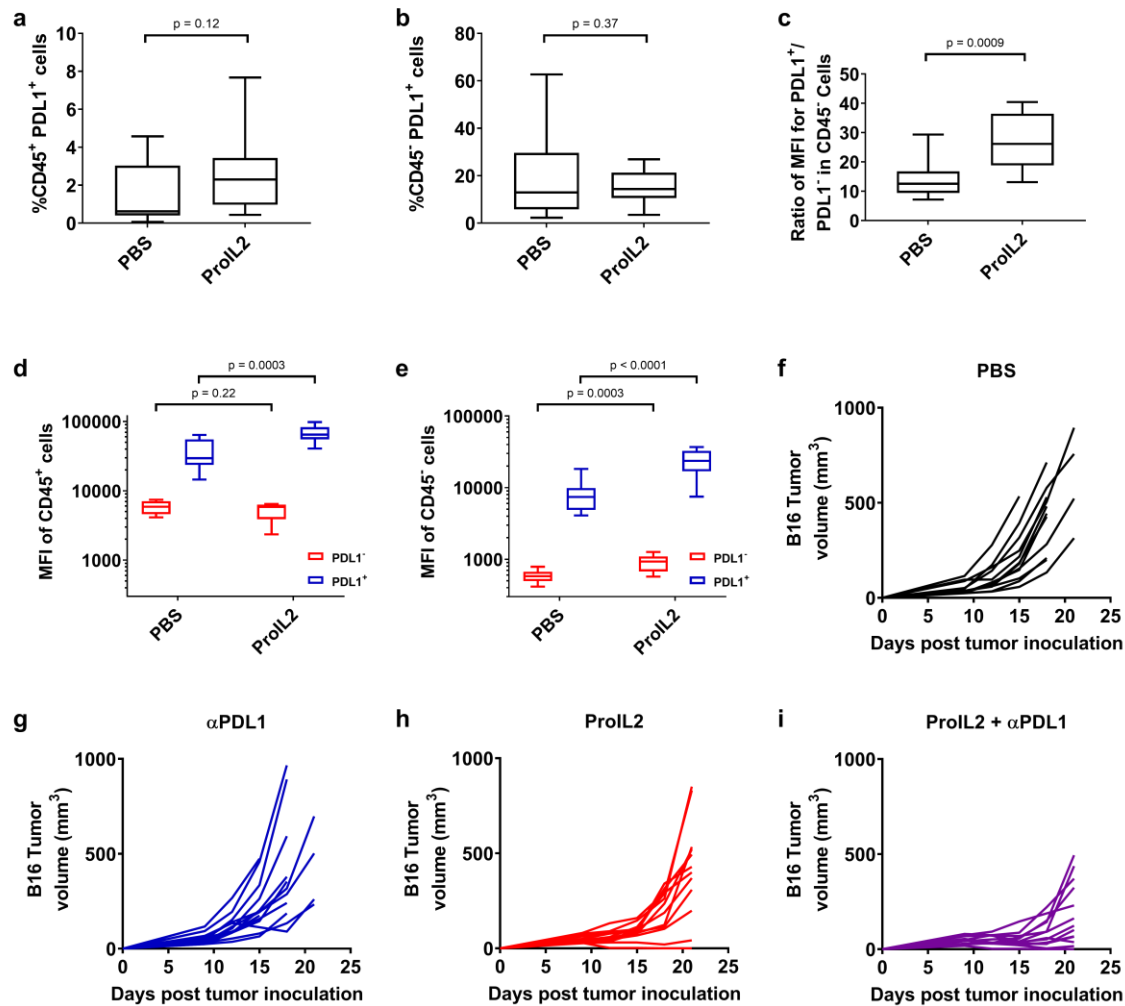 a
p = 0.12
%CD45⁺ PDL1⁺ cells
10
8
6
4
2
0
PBS
ProIL2
b
p = 0.37
%CD45⁻ PDL1⁺ cells
80
60
40
20
0
PBS
ProIL2
c
p = 0.0009
Ratio of MFI for PDL1⁺/
PDL1⁻ in CD45⁻ Cells
50
40
30
20
10
0
PBS
ProIL2
d
p = 0.0003
p = 0.22
MFI of CD45⁺ cells
100000
10000
1000
PDL1⁻
PDL1⁺
PBS
ProIL2
e
p < 0.0001
p = 0.0003
MFI of CD45⁻ cells
100000
10000
1000
PDL1⁻
PDL1⁺
PBS
ProIL2
f
PBS
B16 Tumor
volume (mm³)
1000
500
0
0 5 10 15 20 25
Days post tumor inoculation
g
αPDL1
B16 Tumor
volume (mm³)
1000
500
0
0 5 10 15 20 25
Days post tumor inoculation
h
ProIL2
B16 Tumor
volume (mm³)
1000
500
0
0 5 10 15 20 25
Days post tumor inoculation
i
ProIL2 + αPDL1
B16 Tumor
volume (mm³)
1000
500
0
0 5 10 15 20 25
Days post tumor inoculation